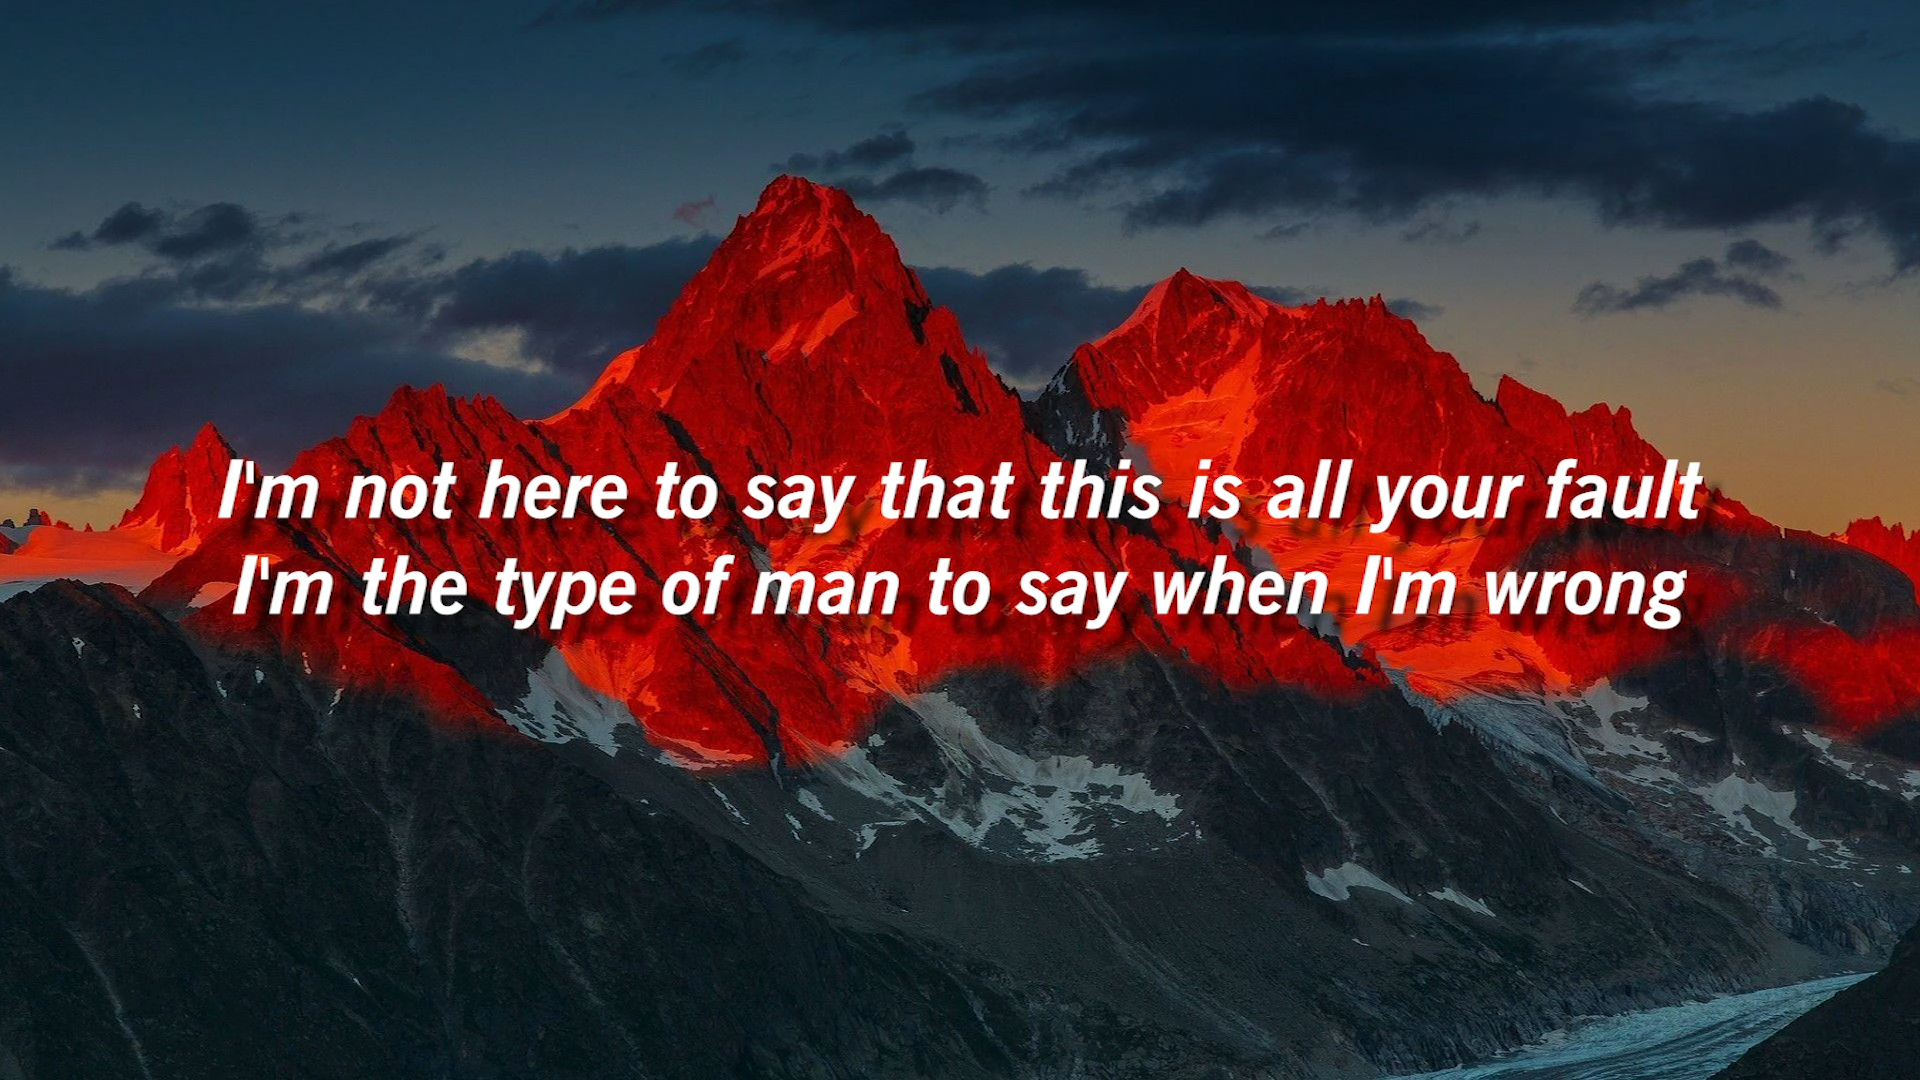 I'm not here to say that this is all your fault
I'm the type of man to say when I'm wrong